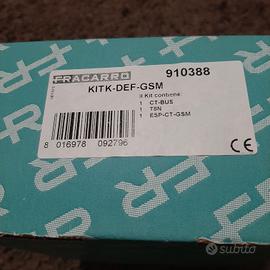 FRACARRO
910388
KITK-DEF-GSM
Il Kit contiene:
1 CT-BUS
1 T8N
1 ESP-CT-GSM
8 016978 092796
CE
subito